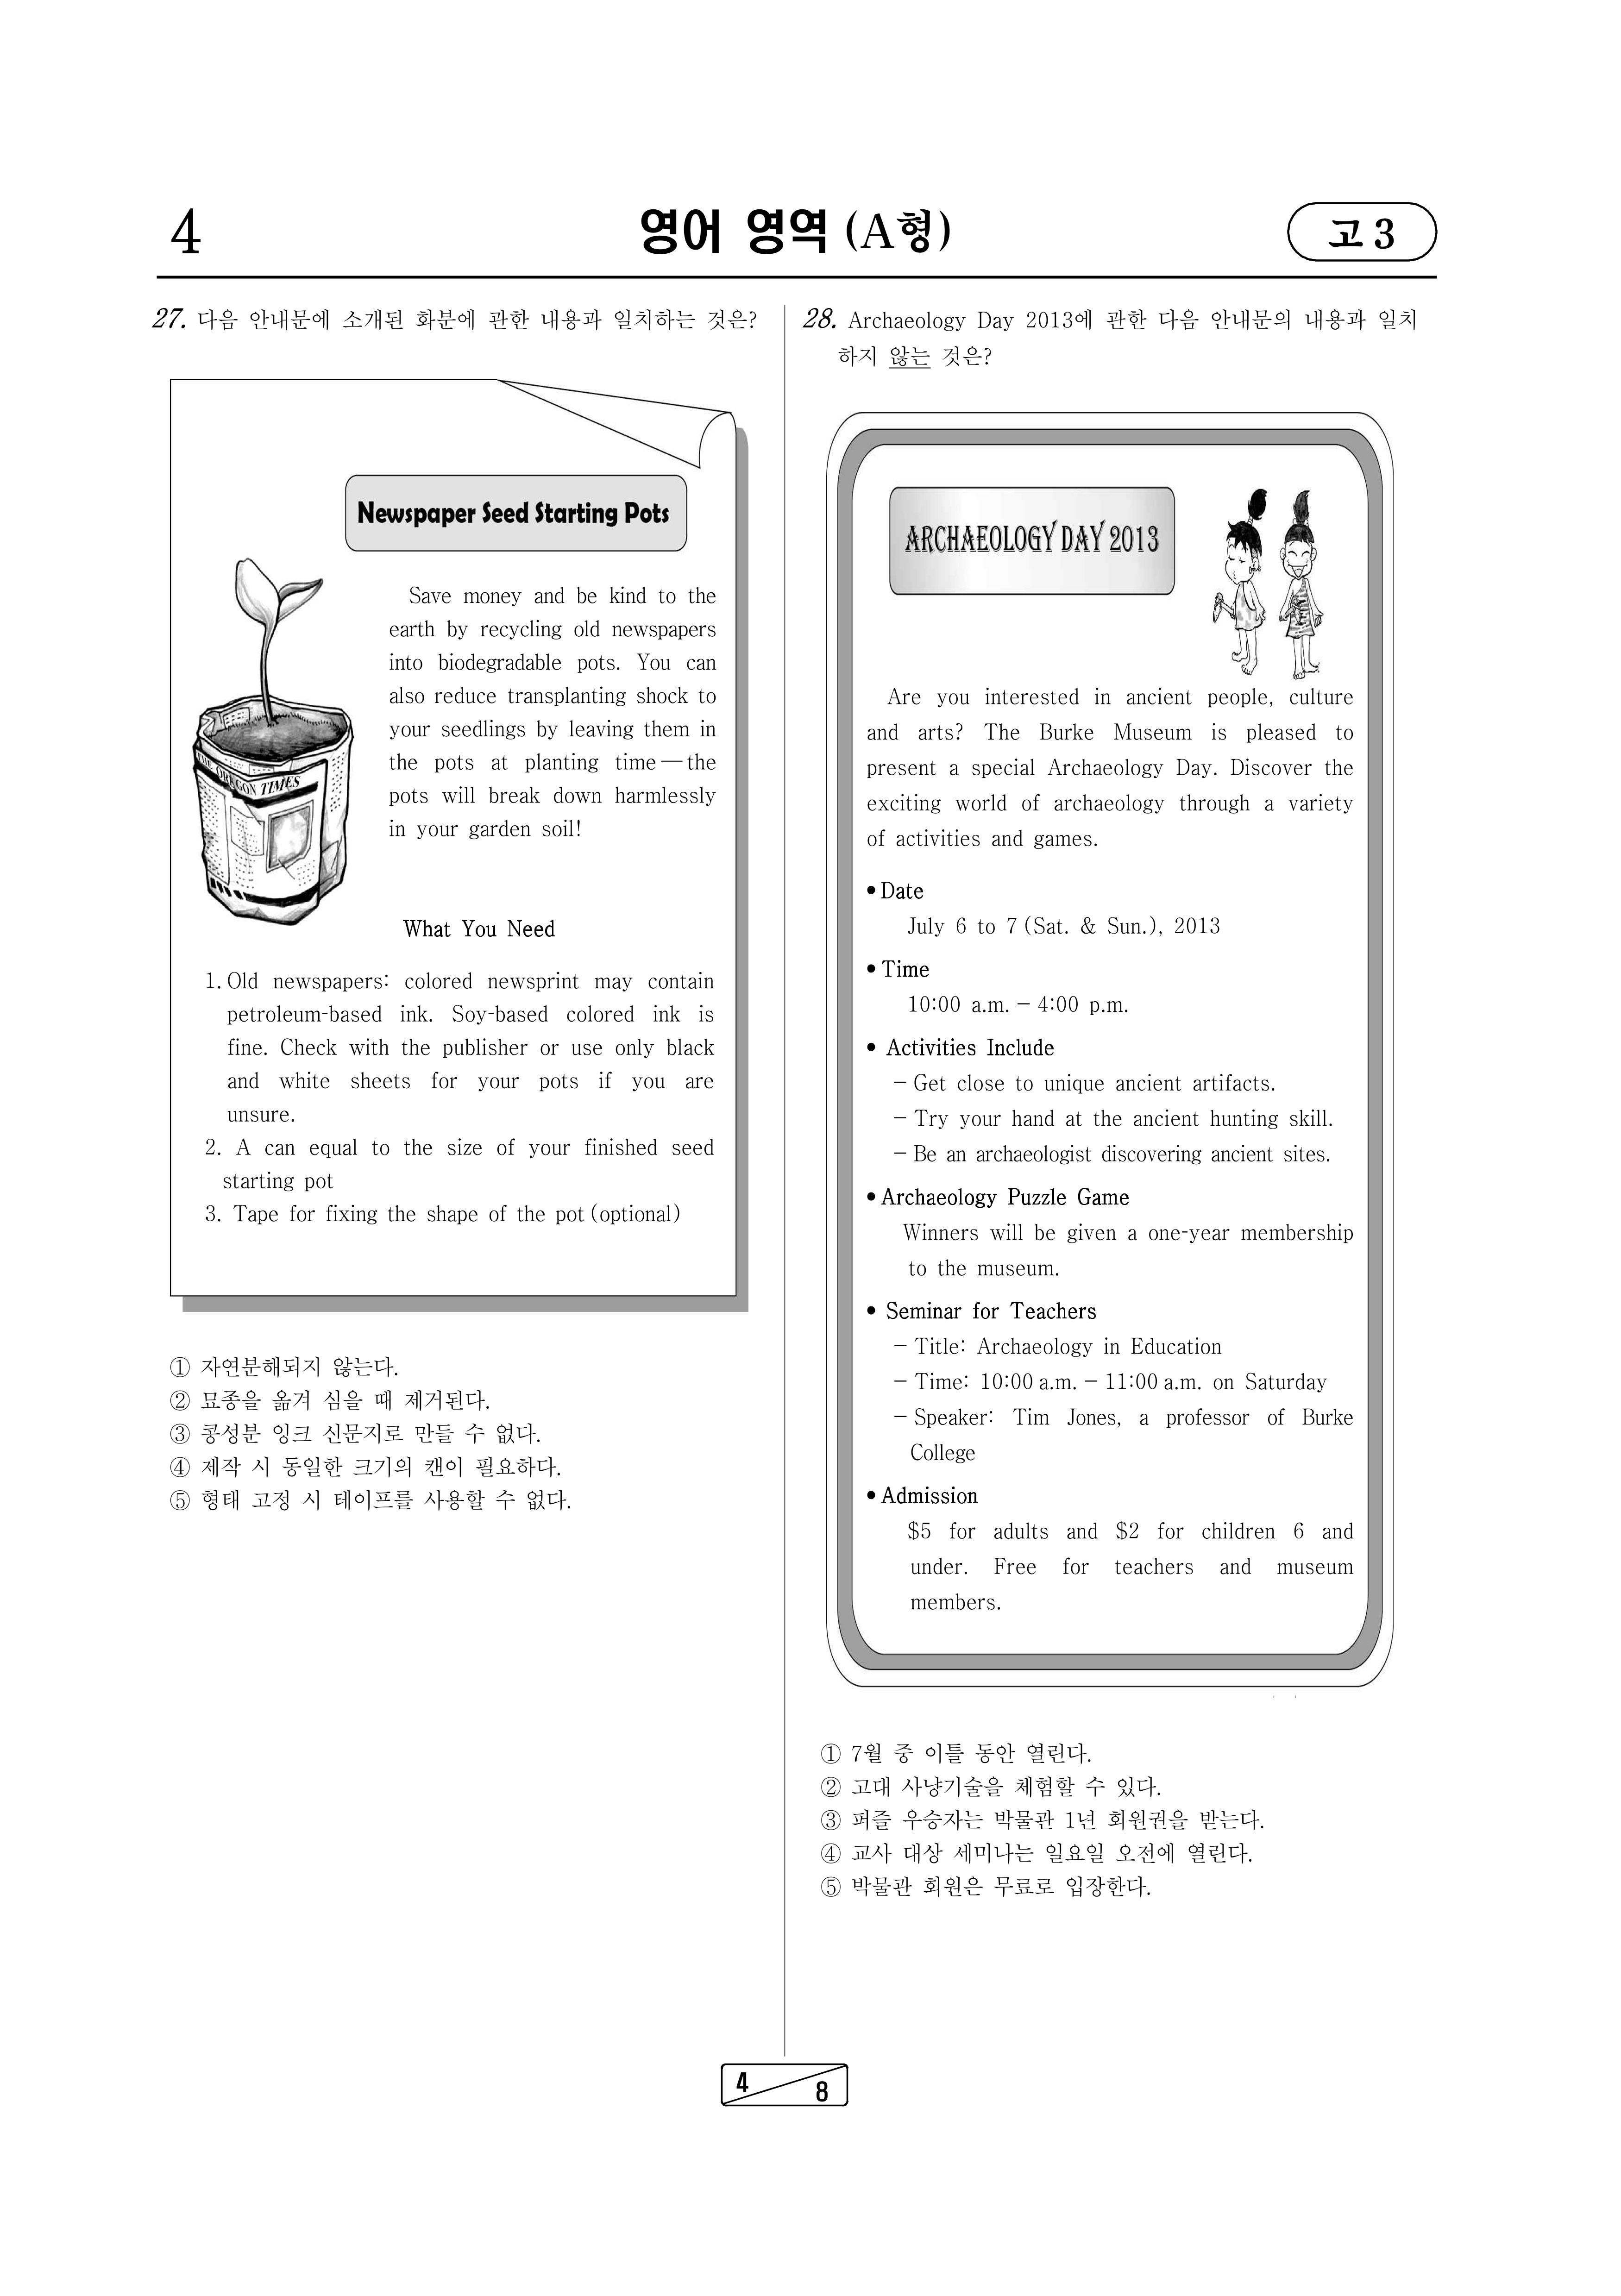 4
영어 영역 (A형)
고 3
27. 다음 안내문에 소개된 화분에 관한 내용과 일치하는 것은?
Newspaper Seed Starting Pots
THE OREGON TIMES
Save money and be kind to the
earth by recycling old newspapers
into biodegradable pots. You can
also reduce transplanting shock to
your seedlings by leaving them in
the pots at planting time — the
pots will break down harmlessly
in your garden soil!
What You Need
1. Old newspapers: colored newsprint may contain
petroleum-based ink. Soy-based colored ink is
fine. Check with the publisher or use only black
and white sheets for your pots if you are
unsure.
2. A can equal to the size of your finished seed
starting pot
3. Tape for fixing the shape of the pot (optional)
① 자연분해되지 않는다.
② 묘종을 옮겨 심을 때 제거된다.
③ 콩성분 잉크 신문지로 만들 수 없다.
④ 제작 시 동일한 크기의 캔이 필요하다.
⑤ 형태 고정 시 테이프를 사용할 수 없다.
28. Archaeology Day 2013에 관한 다음 안내문의 내용과 일치
하지 않는 것은?
ARCHAEOLOGY DAY 2013
Are you interested in ancient people, culture
and arts? The Burke Museum is pleased to
present a special Archaeology Day. Discover the
exciting world of archaeology through a variety
of activities and games.
• Date
July 6 to 7 (Sat. & Sun.), 2013
• Time
10:00 a.m. – 4:00 p.m.
• Activities Include
– Get close to unique ancient artifacts.
– Try your hand at the ancient hunting skill.
– Be an archaeologist discovering ancient sites.
• Archaeology Puzzle Game
Winners will be given a one-year membership
to the museum.
• Seminar for Teachers
– Title: Archaeology in Education
– Time: 10:00 a.m. – 11:00 a.m. on Saturday
– Speaker: Tim Jones, a professor of Burke
College
• Admission
$5 for adults and $2 for children 6 and
under. Free for teachers and museum
members.
① 7월 중 이틀 동안 열린다.
② 고대 사냥기술을 체험할 수 있다.
③ 퍼즐 우승자는 박물관 1년 회원권을 받는다.
④ 교사 대상 세미나는 일요일 오전에 열린다.
⑤ 박물관 회원은 무료로 입장한다.
4
8